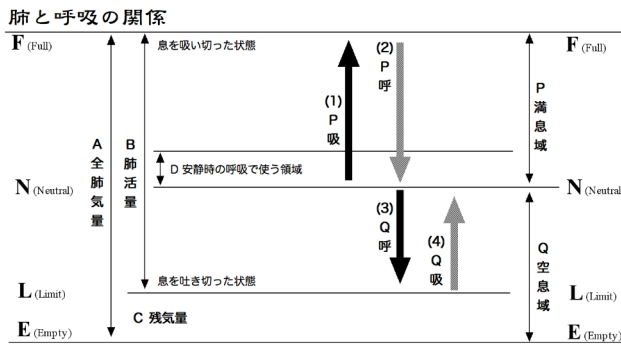 肺と呼吸の関係
F (Full)
息を吸い切った状態
(2)
P
呼
F (Full)
(1)
P
吸
P
満
息
域
A
全
肺
気
量
B
肺
活
量
D 安静時の呼吸で使う領域
N (Neutral)
N (Neutral)
(3)
Q
呼
(4)
Q
吸
Q
空
息
域
息を吐き切った状態
L (Limit)
L (Limit)
C 残気量
E (Empty)
E (Empty)